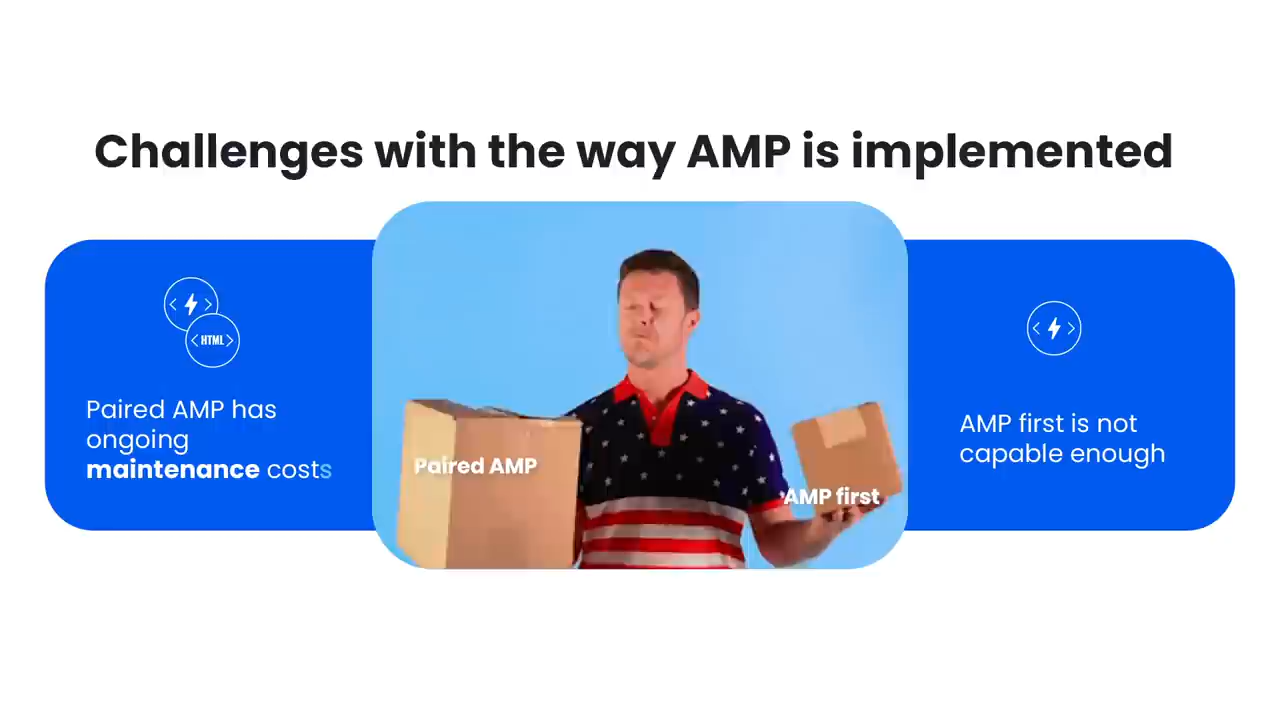 Challenges with the way AMP is implemented
HTML
Paired AMP has
ongoing
maintenance costs
Paired AMP
AMP first
AMP first is not
capable enough